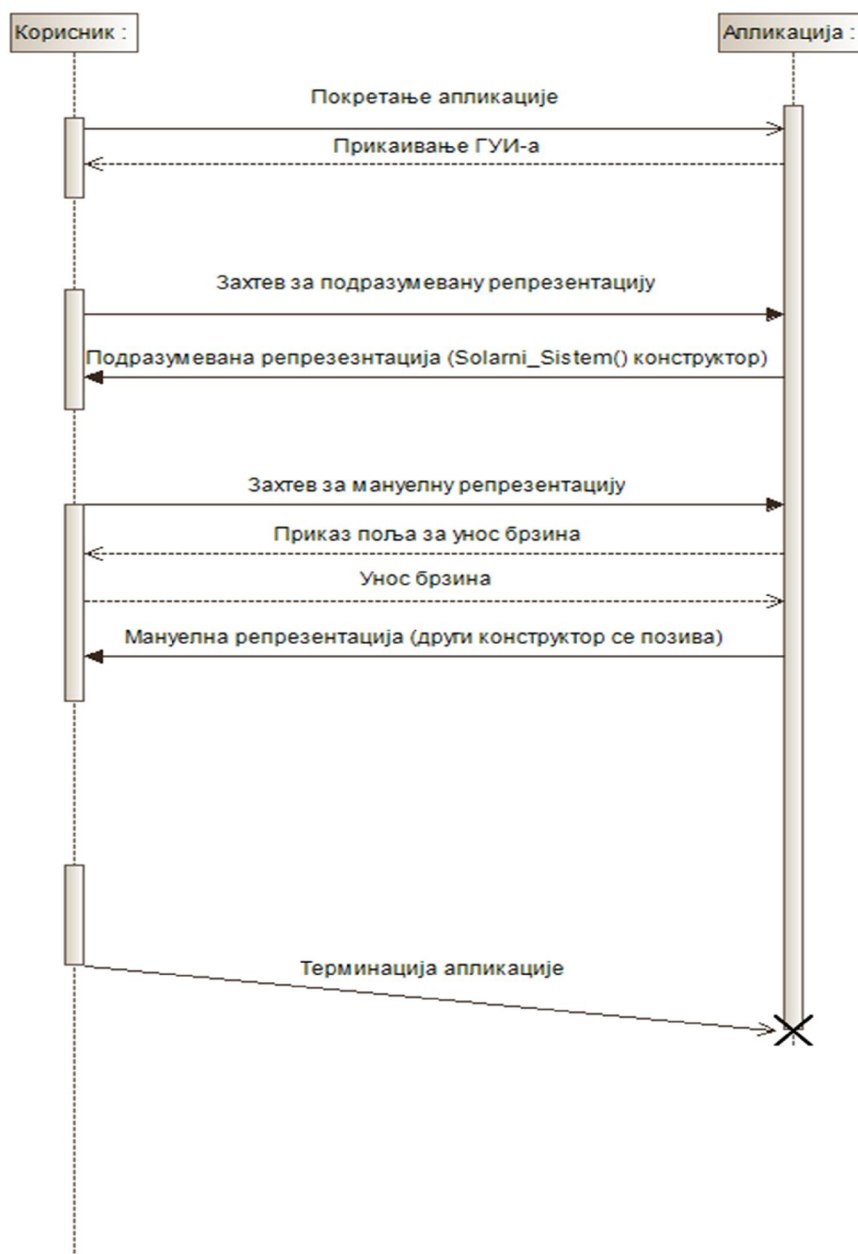 Корисник :
Апликација :
Покретање апликације
Прикаивање ГУИ-а
Захтев за подразумевану репрезентацију
Подразумевана репрезезнтација (Solarni_Sistem() конструктор)
Захтев за мануелну репрезентацију
Приказ поља за унос брзина
Унос брзина
Мануелна репрезентација (други конструктор се позива)
Терминација апликације